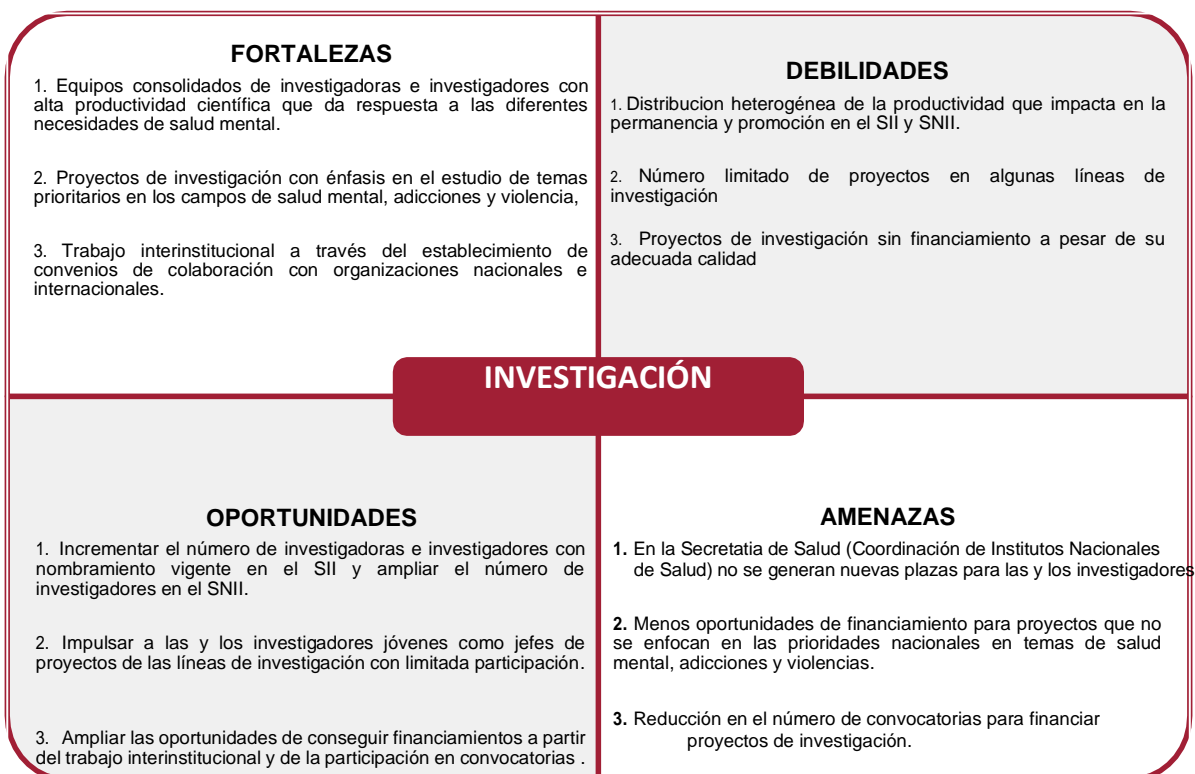 FORTALEZAS
1. Equipos consolidados de investigadoras e investigadores con
alta productividad científica que da respuesta a las diferentes
necesidades de salud mental.
2. Proyectos de investigación con énfasis en el estudio de temas
prioritarios en los campos de salud mental, adicciones y violencia,
3. Trabajo interinstitucional a través del establecimiento de
convenios de colaboración con organizaciones nacionales e
internacionales.
DEBILIDADES
1. Distribucion heterogénea de la productividad que impacta en la
permanencia y promoción en el SII y SNII.
2. Número limitado de proyectos en algunas líneas de
investigación
3. Proyectos de investigación sin financiamiento a pesar de su
adecuada calidad
INVESTIGACIÓN
OPORTUNIDADES
1. Incrementar el número de investigadoras e investigadores con
nombramiento vigente en el SII y ampliar el número de
investigadores en el SNII.
2. Impulsar a las y los investigadores jóvenes como jefes de
proyectos de las líneas de investigación con limitada participación.
3. Ampliar las oportunidades de conseguir financiamientos a partir
del trabajo interinstitucional y de la participación en convocatorias .
AMENAZAS
1. En la Secretatia de Salud (Coordinación de Institutos Nacionales
de Salud) no se generan nuevas plazas para las y los investigadores
2. Menos oportunidades de financiamiento para proyectos que no
se enfocan en las prioridades nacionales en temas de salud
mental, adicciones y violencias.
3. Reducción en el número de convocatorias para financiar
proyectos de investigación.